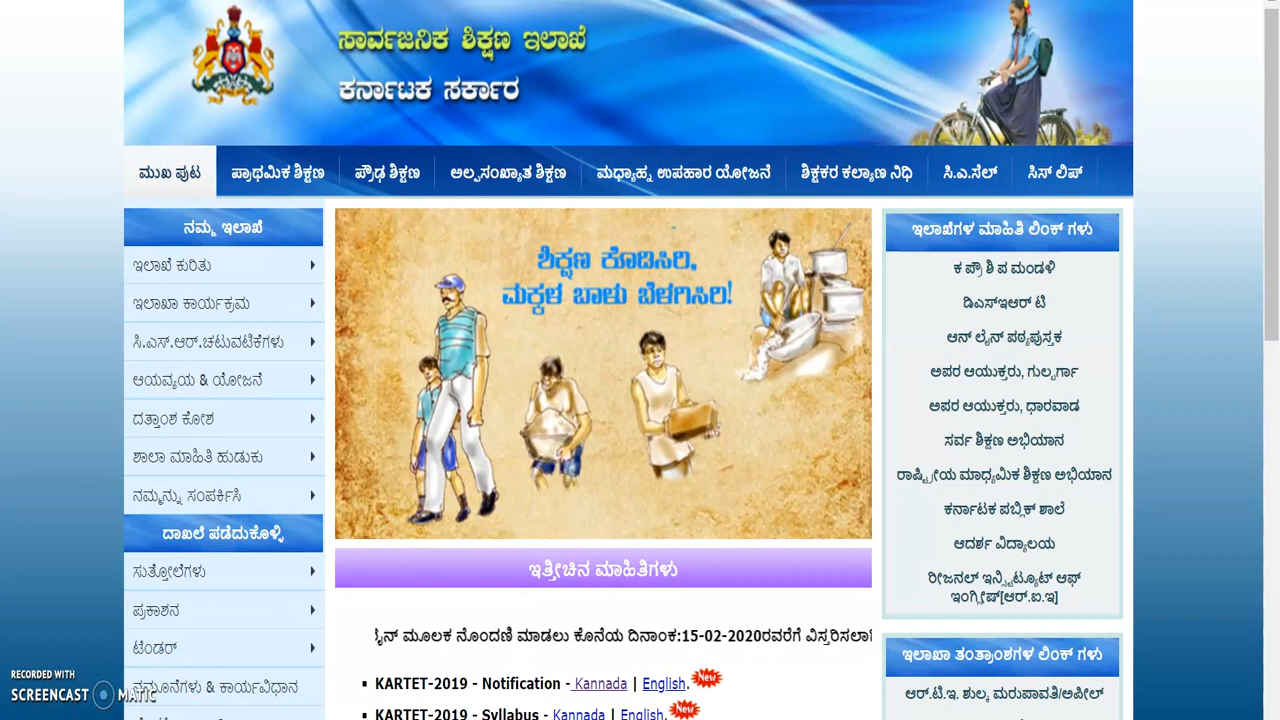 ಸಾರ್ವಜನಿಕ ಶಿಕ್ಷಣ ಇಲಾಖೆ
ಕರ್ನಾಟಕ ಸರ್ಕಾರ
ಮುಖ ಪುಟ ಪ್ರಾಥಮಿಕ ಶಿಕ್ಷಣ ಪ್ರೌಢ ಶಿಕ್ಷಣ ಅಲ್ಪಸಂಖ್ಯಾತ ಶಿಕ್ಷಣ ಮಧ್ಯಾಹ್ನ ಉಪಹಾರ ಯೋಜನೆ ಶಿಕ್ಷಕರ ಕಲ್ಯಾಣ ನಿಧಿ ಸಿ.ಎ.ಸೆಲ್ ಸಿಸ್ ಲಿಪ್
ನಮ್ಮ ಇಲಾಖೆ
ಇಲಾಖೆ ಕುರಿತು
ಇಲಾಖಾ ಕಾರ್ಯಕ್ರಮ
ಸಿ.ಎಸ್.ಆರ್.ಚಟುವಟಿಕೆಗಳು
ಆಯವ್ಯಯ & ಯೋಜನೆ
ದತ್ತಾಂಶ ಕೋಶ
ಶಾಲಾ ಮಾಹಿತಿ ಹುಡುಕು
ನಮ್ಮನ್ನು ಸಂಪರ್ಕಿಸಿ
ದಾಖಲೆ ಪಡೆದುಕೊಳ್ಳಿ
ಸುತ್ತೋಲೆಗಳು
ಪ್ರಕಾಶನ
ಟೆಂಡರ್
ನಮೂನೆಗಳು & ಕಾರ್ಯವಿಧಾನ
RECORDED WITH
SCREENCAST MATIC
ಶಿಕ್ಷಣ ಕೊಡಿಸಿರಿ,
ಮಕ್ಕಳ ಬಾಳು ಬೆಳಗಿಸಿರಿ!
ಇತ್ತೀಚಿನ ಮಾಹಿತಿಗಳು
ಮೂಲಕ ನೊಂದಣಿ ಮಾಡಲು ಕೊನೆಯ ದಿನಾಂಕ:15-02-2020ರವರೆಗೆ
KARTET-2019 - Notification - Kannada | English. New
KARTET-2019 - Syllabus - Kannada | English. New
ಇಲಾಖೆಗಳ ಮಾಹಿತಿ ಲಿಂಕ್ ಗಳು
ಕ ಪ್ರೌ ಶಿ ಪ ಮಂಡಳಿ
ಡಿಎಸ್ಇಆರ್ ಟಿ
ಆನ್ ಲೈನ್ ಪಠ್ಯಪುಸ್ತಕ
ಅಪರ ಆಯುಕ್ತರು, ಗುಲ್ಬರ್ಗಾ
ಅಪರ ಆಯುಕ್ತರು, ಧಾರವಾಡ
ಸರ್ವ ಶಿಕ್ಷಣ ಅಭಿಯಾನ
ರಾಷ್ಟ್ರೀಯ ಮಾಧ್ಯಮಿಕ ಶಿಕ್ಷಣ ಅಭಿಯಾನ
ಕರ್ನಾಟಕ ಪಬ್ಲಿಕ್ ಶಾಲೆ
ಆದರ್ಶ ವಿದ್ಯಾಲಯ
ರೀಜನಲ್ ಇನ್ಸ್ಟಿಟ್ಯೂಟ್ ಆಫ್
ಇಂಗ್ಲೀಷ್[ಆರ್.ಐ.ಇ]
ಇಲಾಖಾ ತಂತ್ರಾಂಶಗಳ ಲಿಂಕ್ ಗಳು
ಆರ್.ಟಿ.ಇ. ಶುಲ್ಕ ಮರುಪಾವತಿ/ಅಪೀಲ್